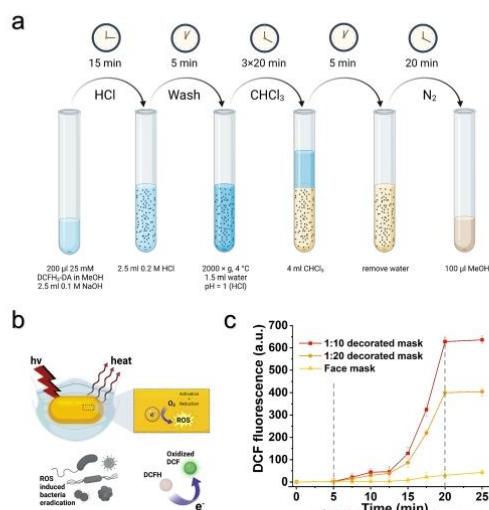 a
15 min
5 min
3×20 min
5 min
20 min
HCl
Wash
CHCl₃
N₂
200 μl 25 mM
DCFH₂-DA in MeOH
2.5 ml 0.1 M NaOH
2.5 ml 0.2 M HCl
2000 × g, 4 °C
1.5 ml water
pH = 1 (HCl)
4 ml CHCl₃
remove water
100 μl MeOH
b
hv
heat
O₂
e⁻
ROS
ROS
induced
bacteria
eradication
Oxidized
DCF
DCFH
e⁻
c
DCF fluorescence (a.u.)
700
600
500
400
300
200
100
0
1:10 decorated mask
1:20 decorated mask
Face mask
0 5 10 15 20 25
Time (min)